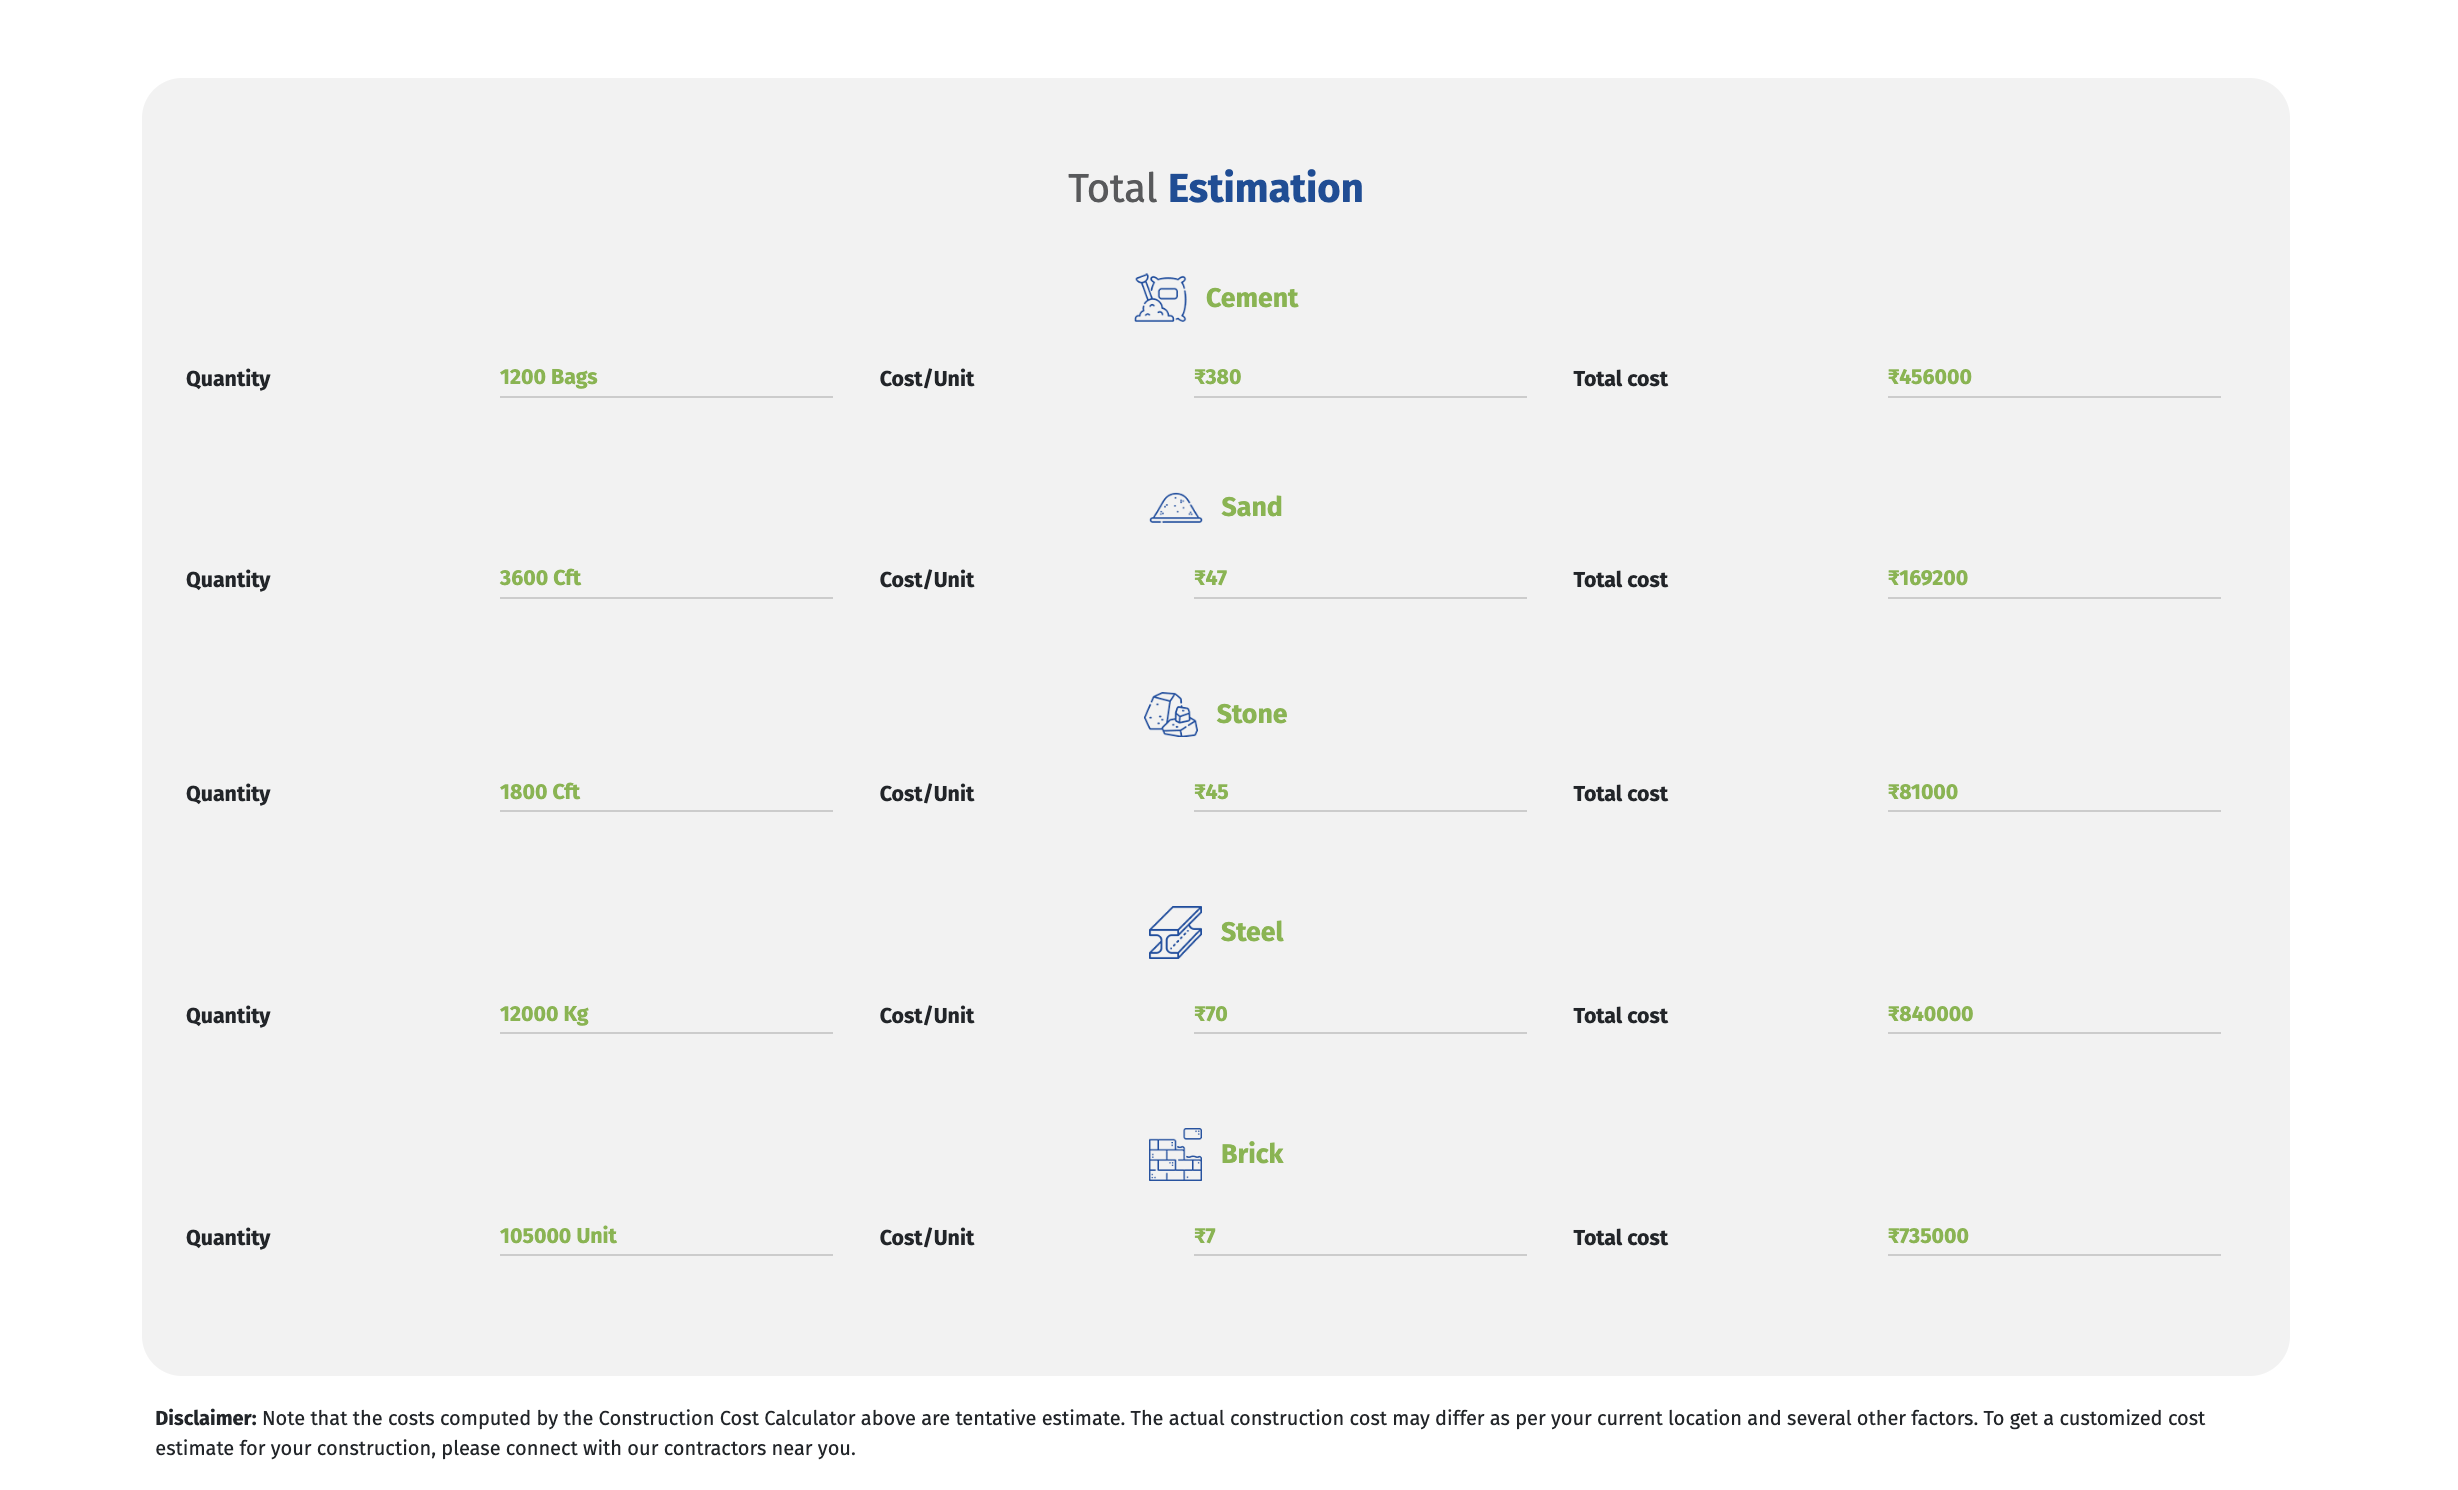 Total Estimation
Cement
Quantity 1200 Bags Cost/Unit ₹380 Total cost ₹456000
Sand
Quantity 3600 Cft Cost/Unit ₹47 Total cost ₹169200
Stone
Quantity 1800 Cft Cost/Unit ₹45 Total cost ₹81000
Steel
Quantity 12000 Kg Cost/Unit ₹70 Total cost ₹840000
Brick
Quantity 105000 Unit Cost/Unit ₹7 Total cost ₹735000
Disclaimer: Note that the costs computed by the Construction Cost Calculator above are tentative estimate. The actual construction cost may differ as per your current location and several other factors. To get a customized cost
estimate for your construction, please connect with our contractors near you.